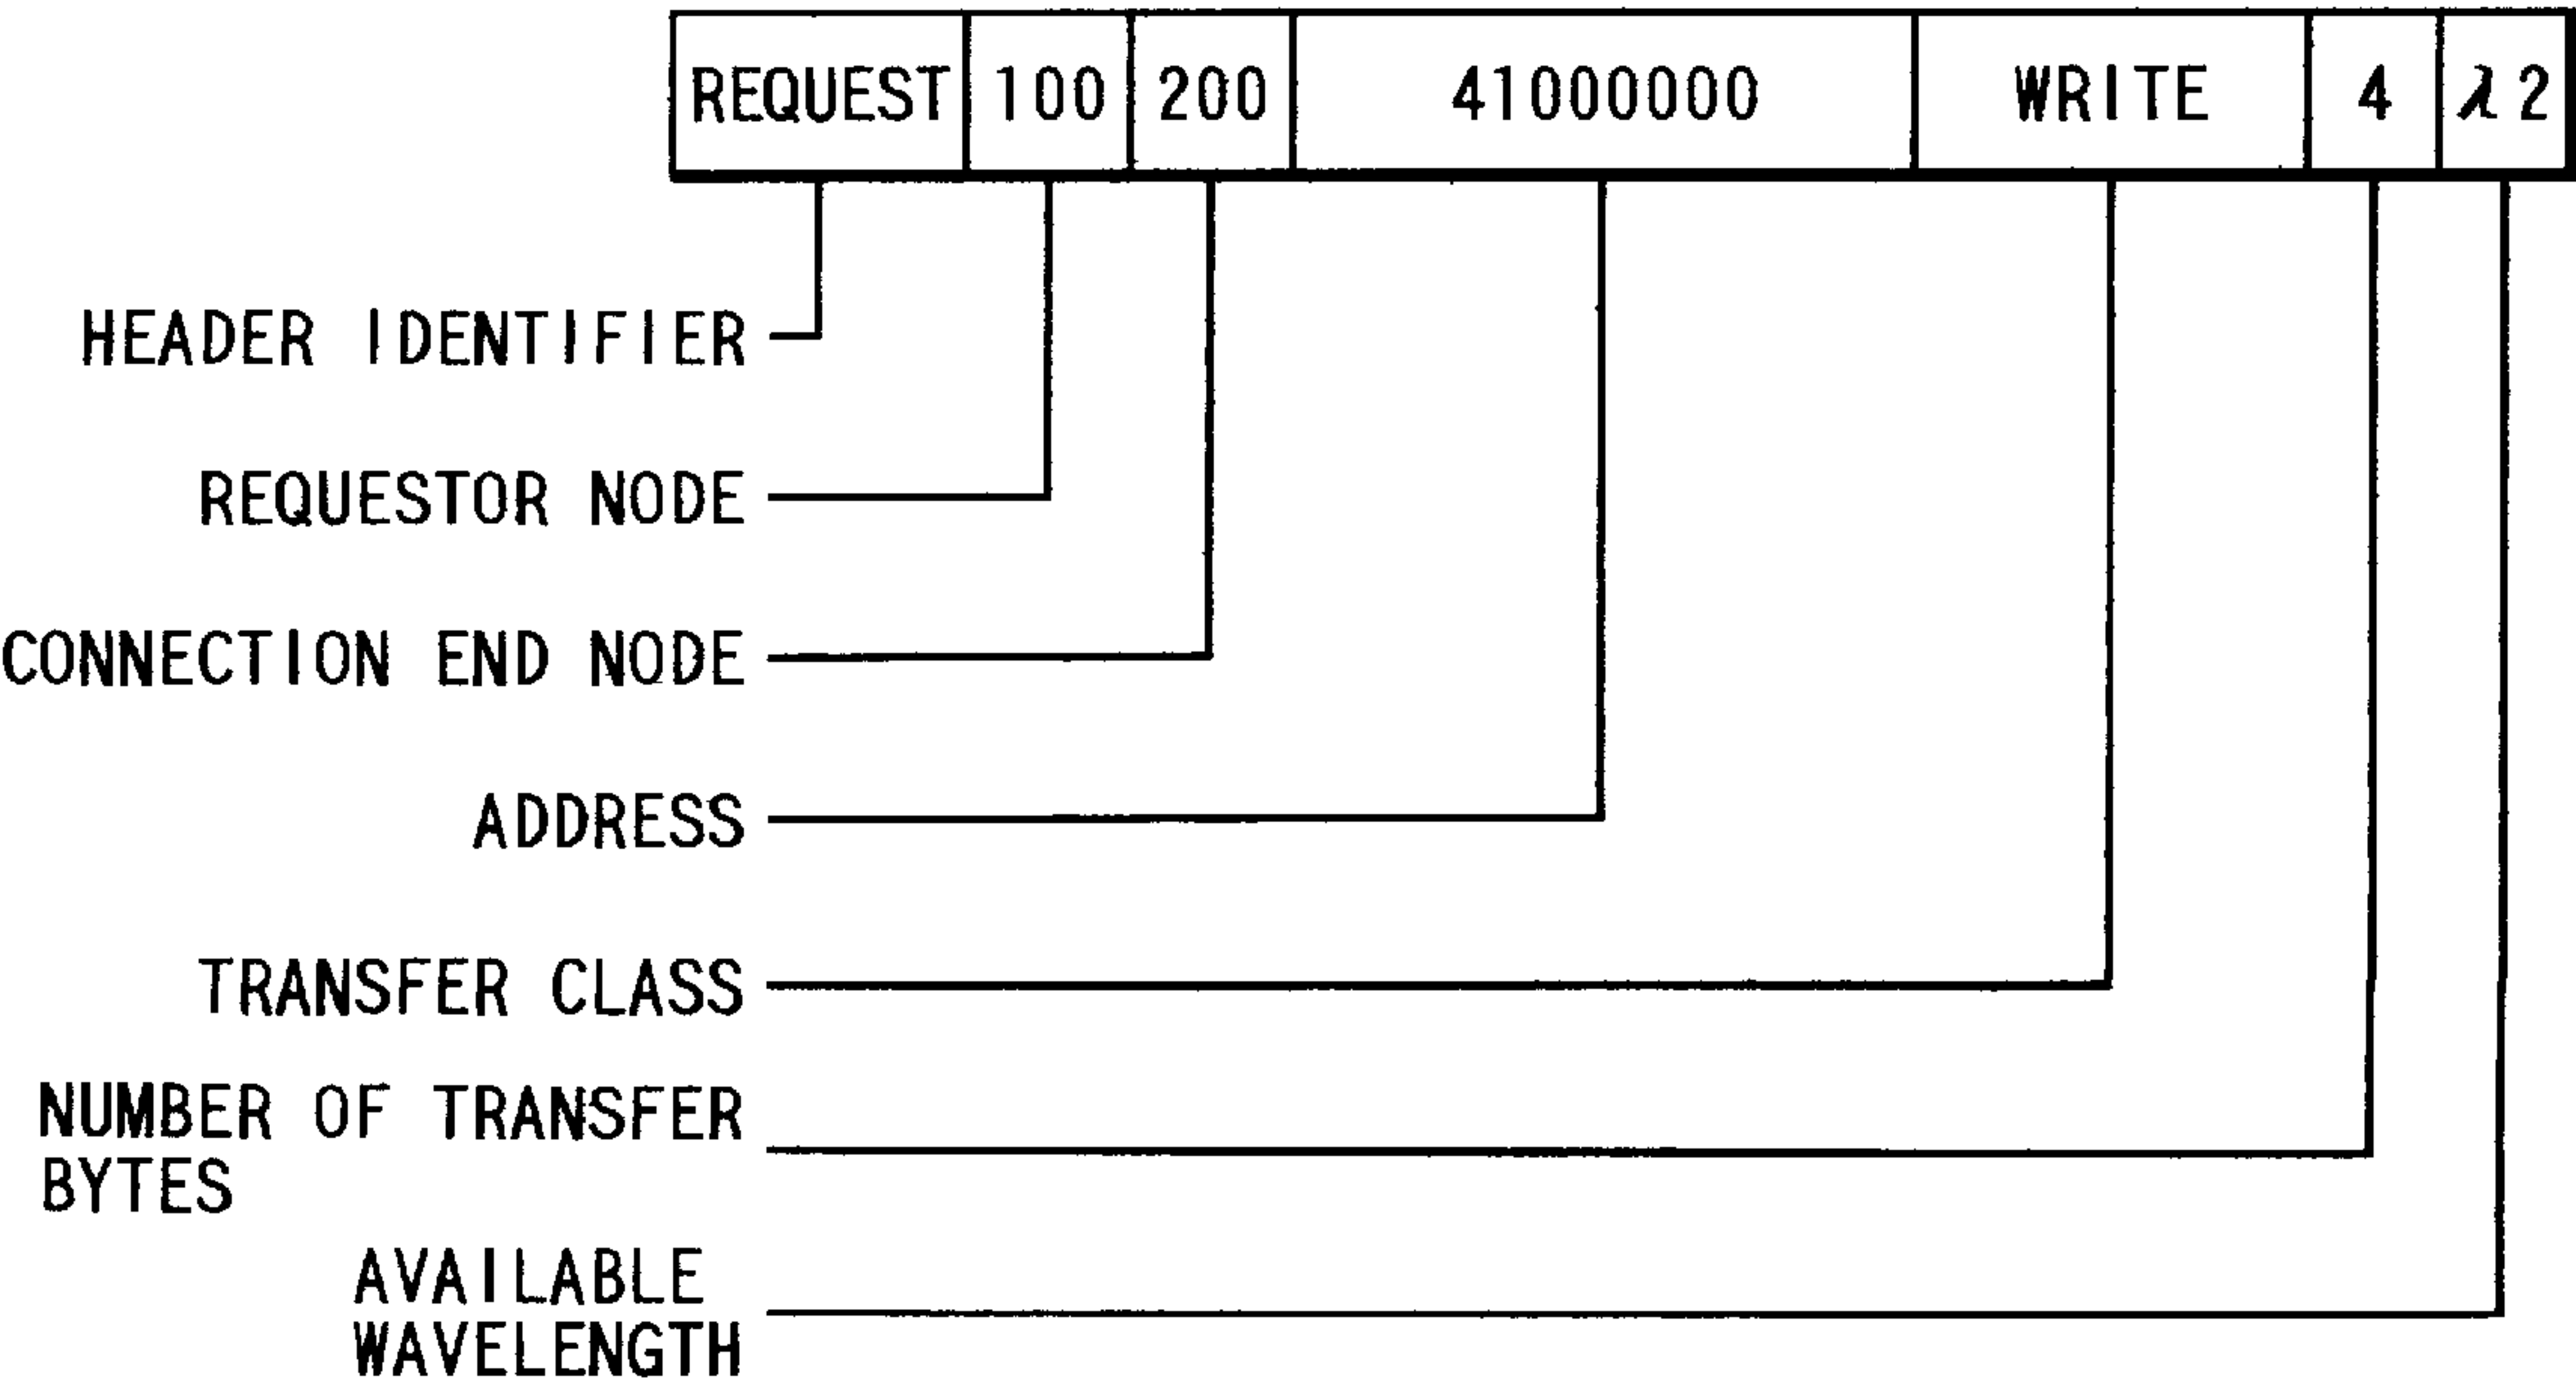 REQUEST 100 200 41000000 WRITE 4 λ2
HEADER IDENTIFIER
REQUESTOR NODE
CONNECTION END NODE
ADDRESS
TRANSFER CLASS
NUMBER OF TRANSFER
BYTES
AVAILABLE
WAVELENGTH